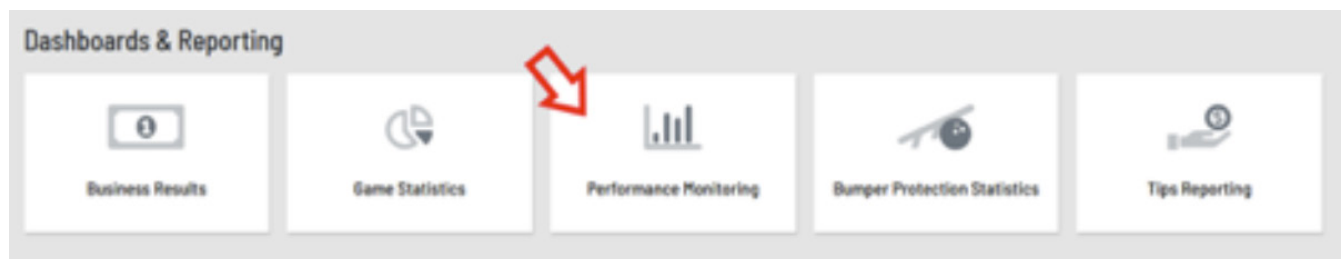 Dashboards & Reporting
Business Results
Game Statistics
Performance Monitoring
Bumper Protection Statistics
Tips Reporting